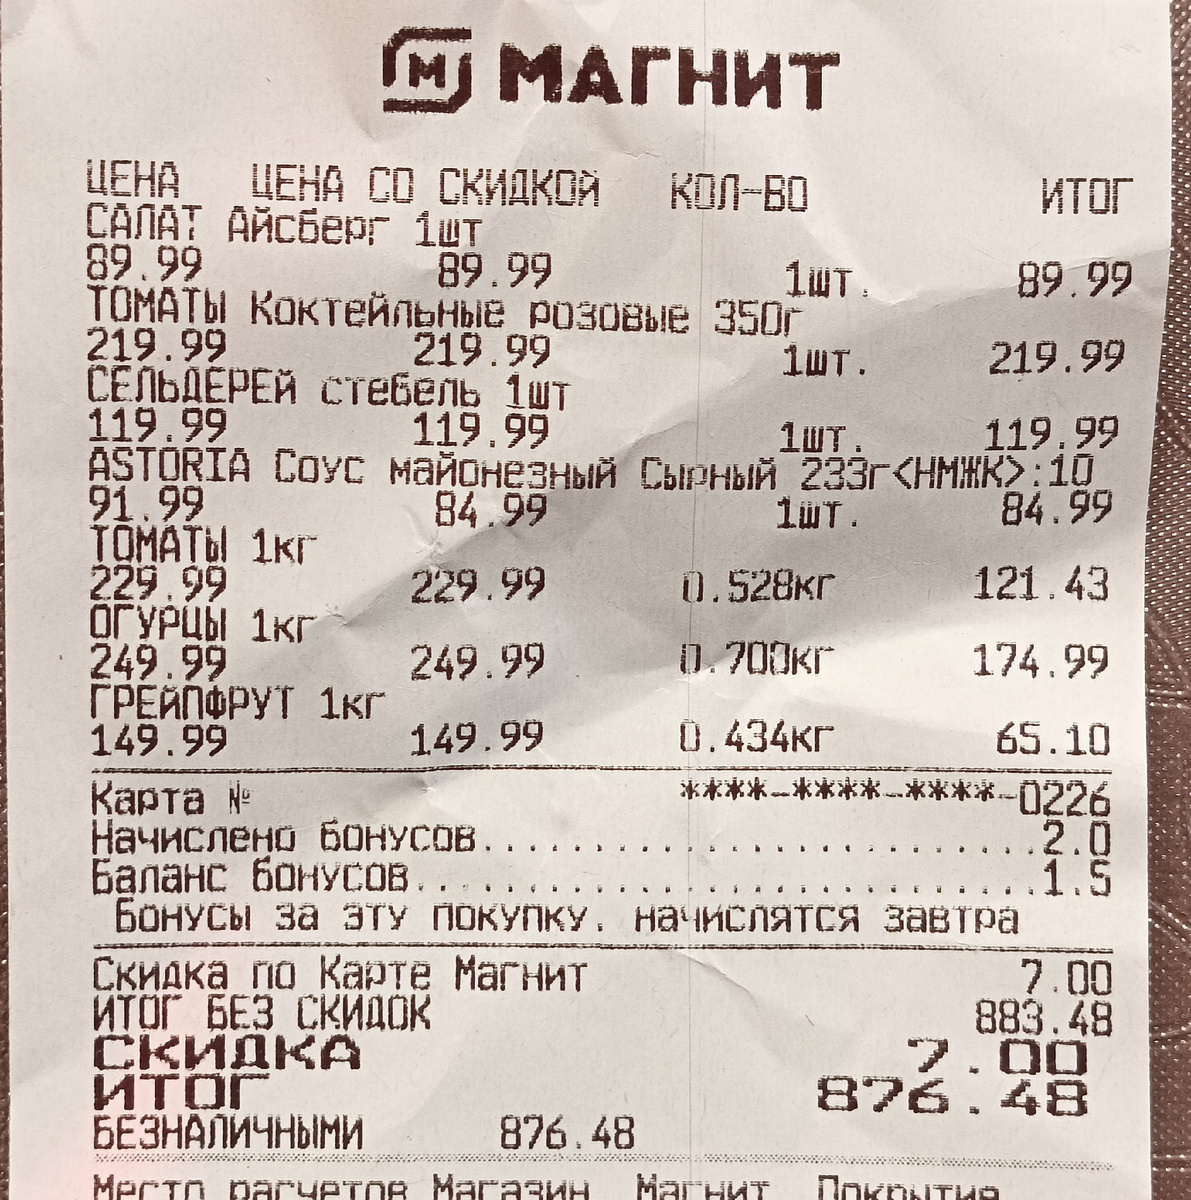 МАГНИТ
ЦЕНА ЦЕНА СО СКИДКОЙ КОЛ-ВО ИТОГ
САЛАТ Айсберг 1шт
89.99 89.99 1шт. 89.99
ТОМАТЫ Коктейльные розовые 350г
219.99 219.99 1шт. 219.99
СЕЛЬДЕРЕЙ стебель 1шт
119.99 119.99 1шт. 119.99
ASTORIA Соус майонезный Сырный 233г<НМЖК>:10
91.99 84.99 1шт. 84.99
ТОМАТЫ 1кг
229.99 229.99 0.528кг 121.43
ОГУРЦЫ 1кг
249.99 249.99 0.700кг 174.99
ГРЕЙПФРУТ 1кг
149.99 149.99 0.434кг 65.10
Карта № ****-****-****-0226
Начислено бонусов........................2.0
Баланс бонусов...........................1.5
Бонусы за эту покупку. начислятся завтра
Скидка по Карте Магнит 7.00
ИТОГ БЕЗ СКИДОК 883.48
СКИДКА 7.00
ИТОГ 876.48
БЕЗНАЛИЧНЫМИ 876.48
Место расчетов Магазин Магнит Покрытия